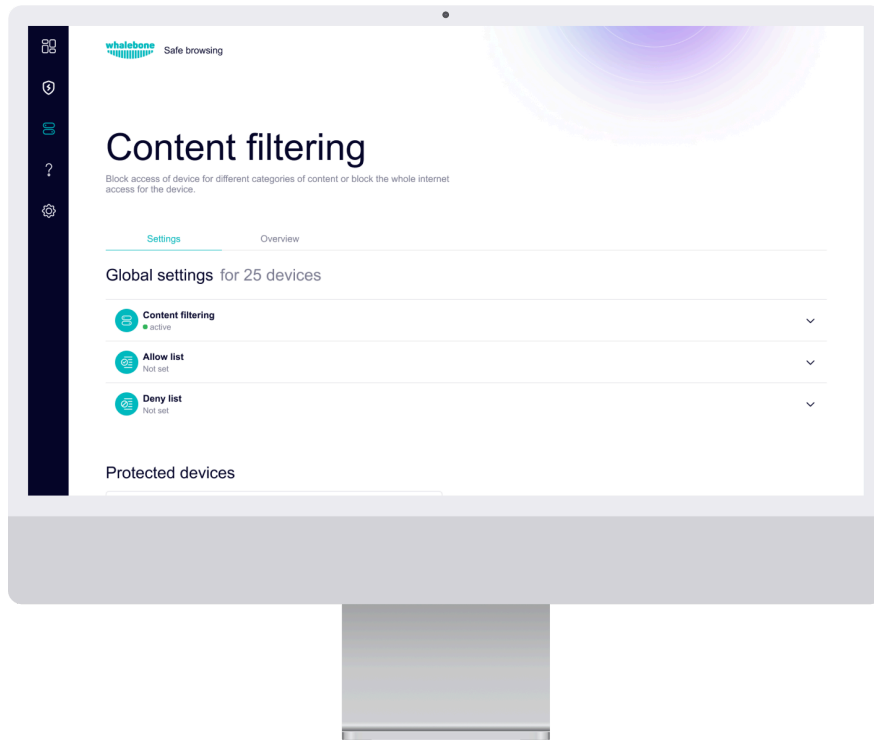 whalebone
Safe browsing
Content filtering
Block access of device for different categories of content or block the whole internet
access for the device.
Settings
Overview
Global settings for 25 devices
Content filtering
active
Allow list
Not set
Deny list
Not set
Protected devices